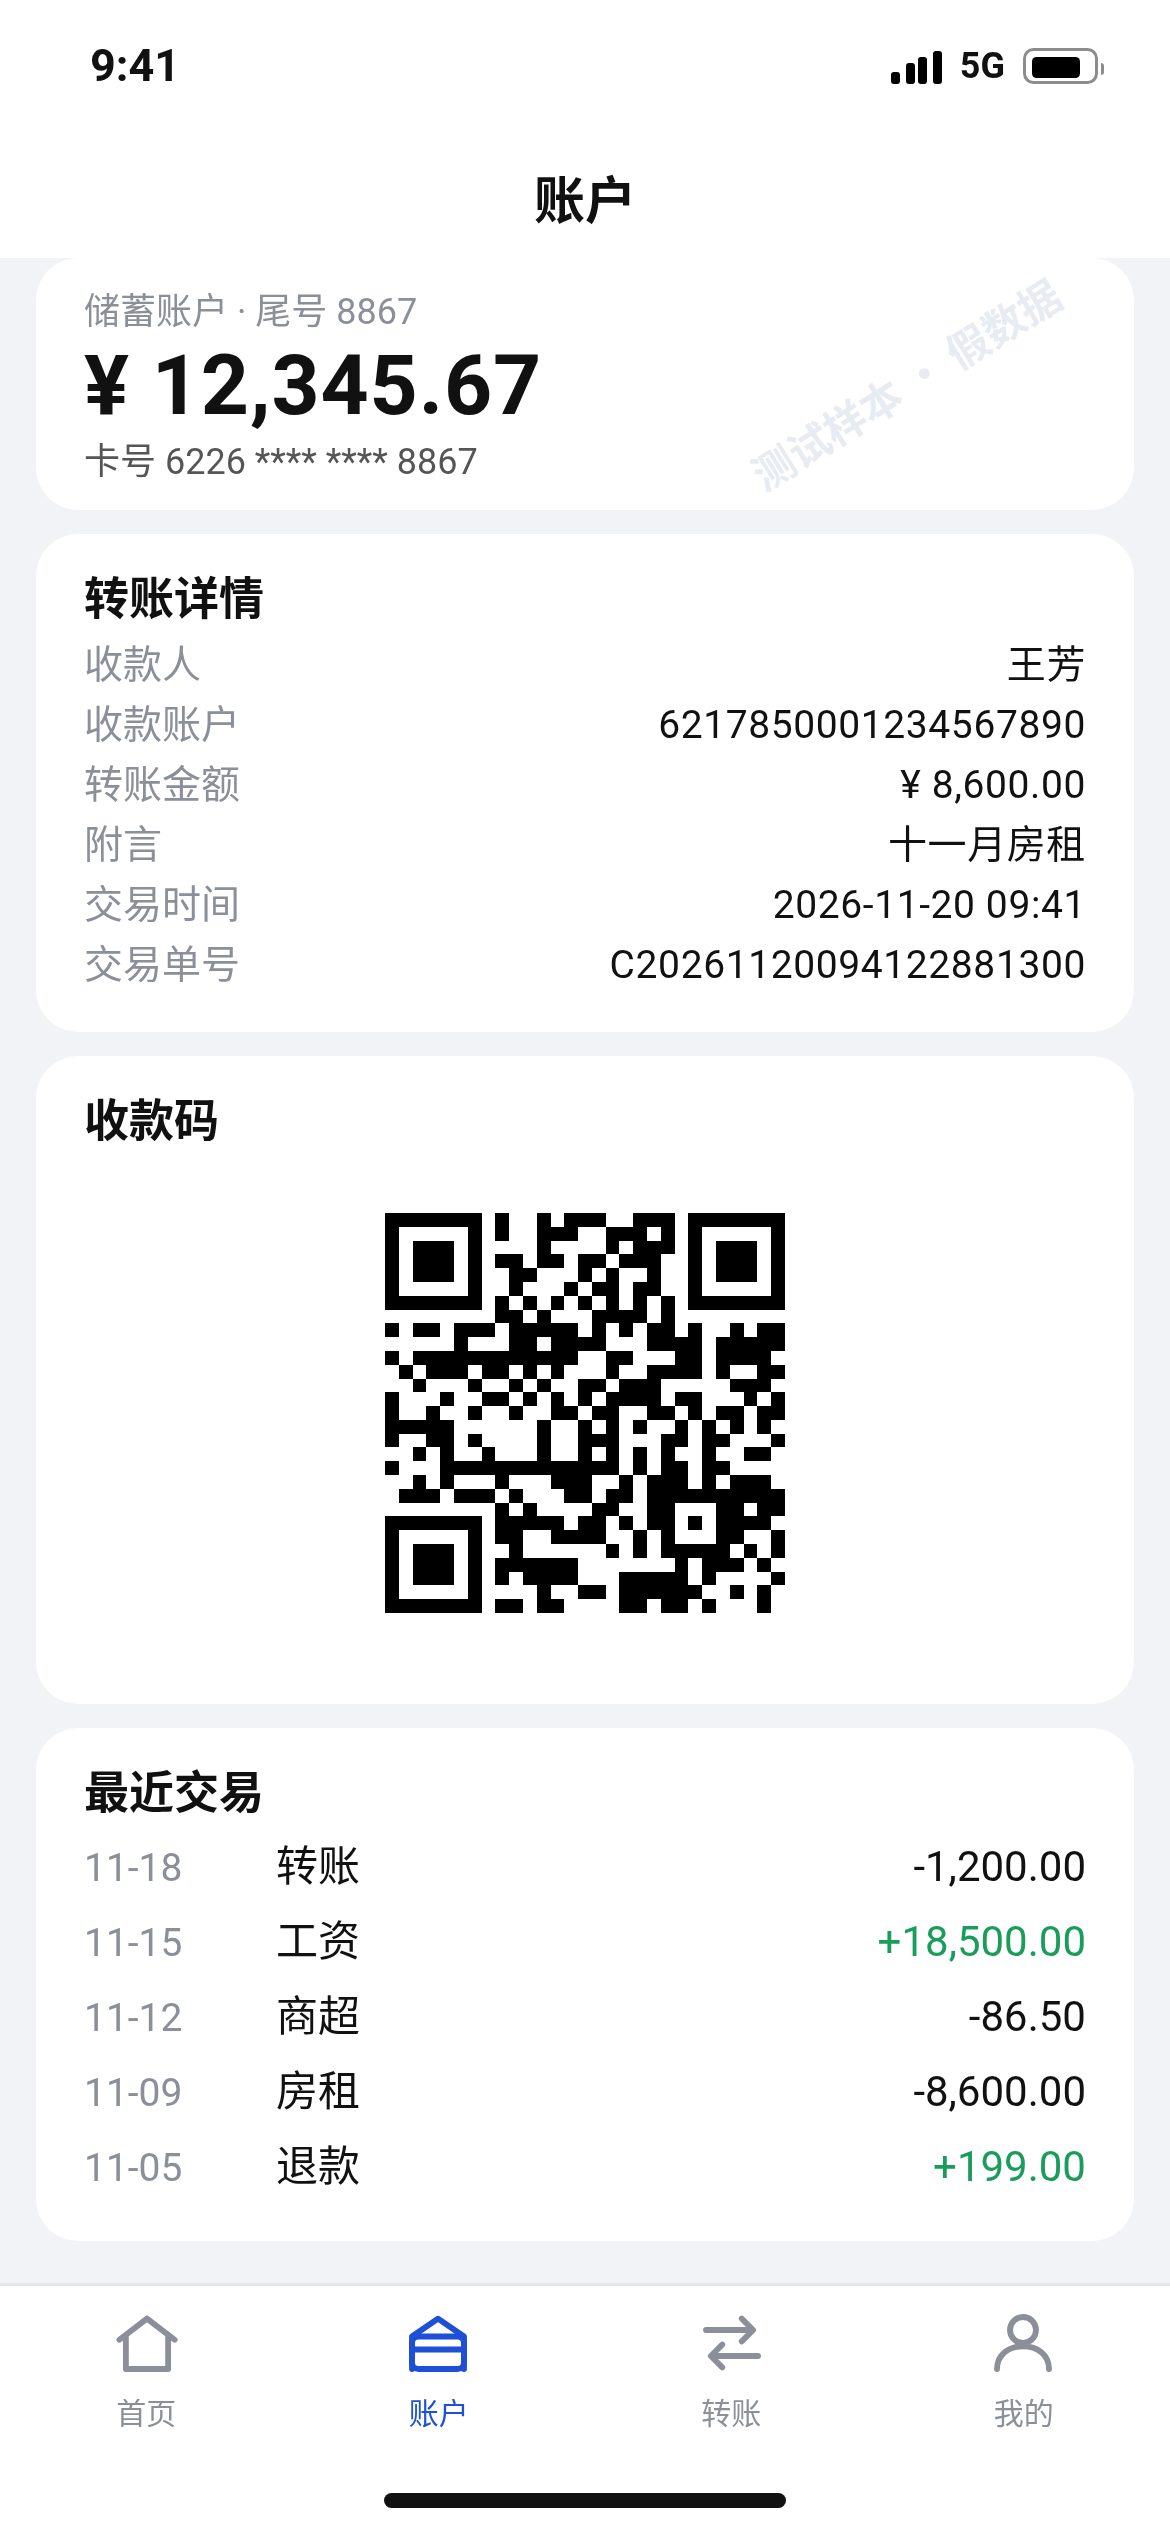 9:41
5G
账户
储蓄账户 · 尾号 8867
¥ 12,345.67
卡号 6226 **** **** 8867
测试样本 · 假数据
转账详情
收款人 王芳
收款账户 6217850001234567890
转账金额 ¥ 8,600.00
附言 十一月房租
交易时间 2026-11-20 09:41
交易单号 C20261120094122881300
收款码
最近交易
11-18 转账 -1,200.00
11-15 工资 +18,500.00
11-12 商超 -86.50
11-09 房租 -8,600.00
11-05 退款 +199.00
首页 账户 转账 我的